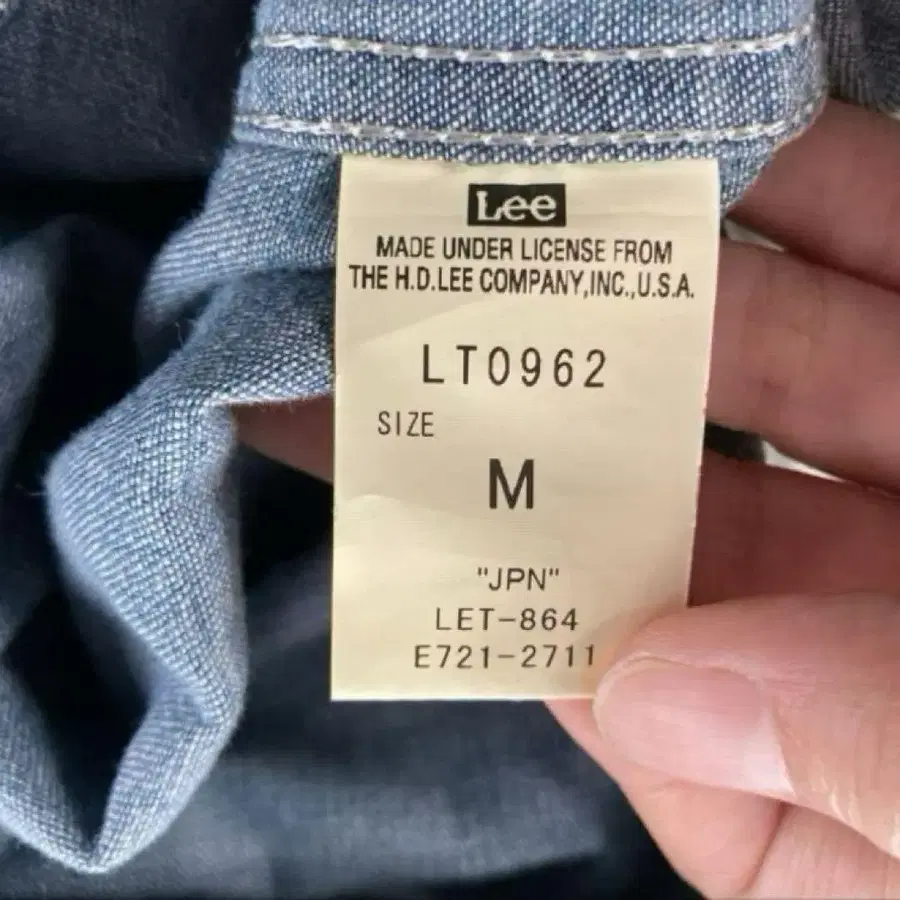 Lee
MADE UNDER LICENSE FROM
THE H.D.LEE COMPANY,INC.,U.S.A.
LT0962
SIZE
M
"JPN"
LET-864
E721-2711